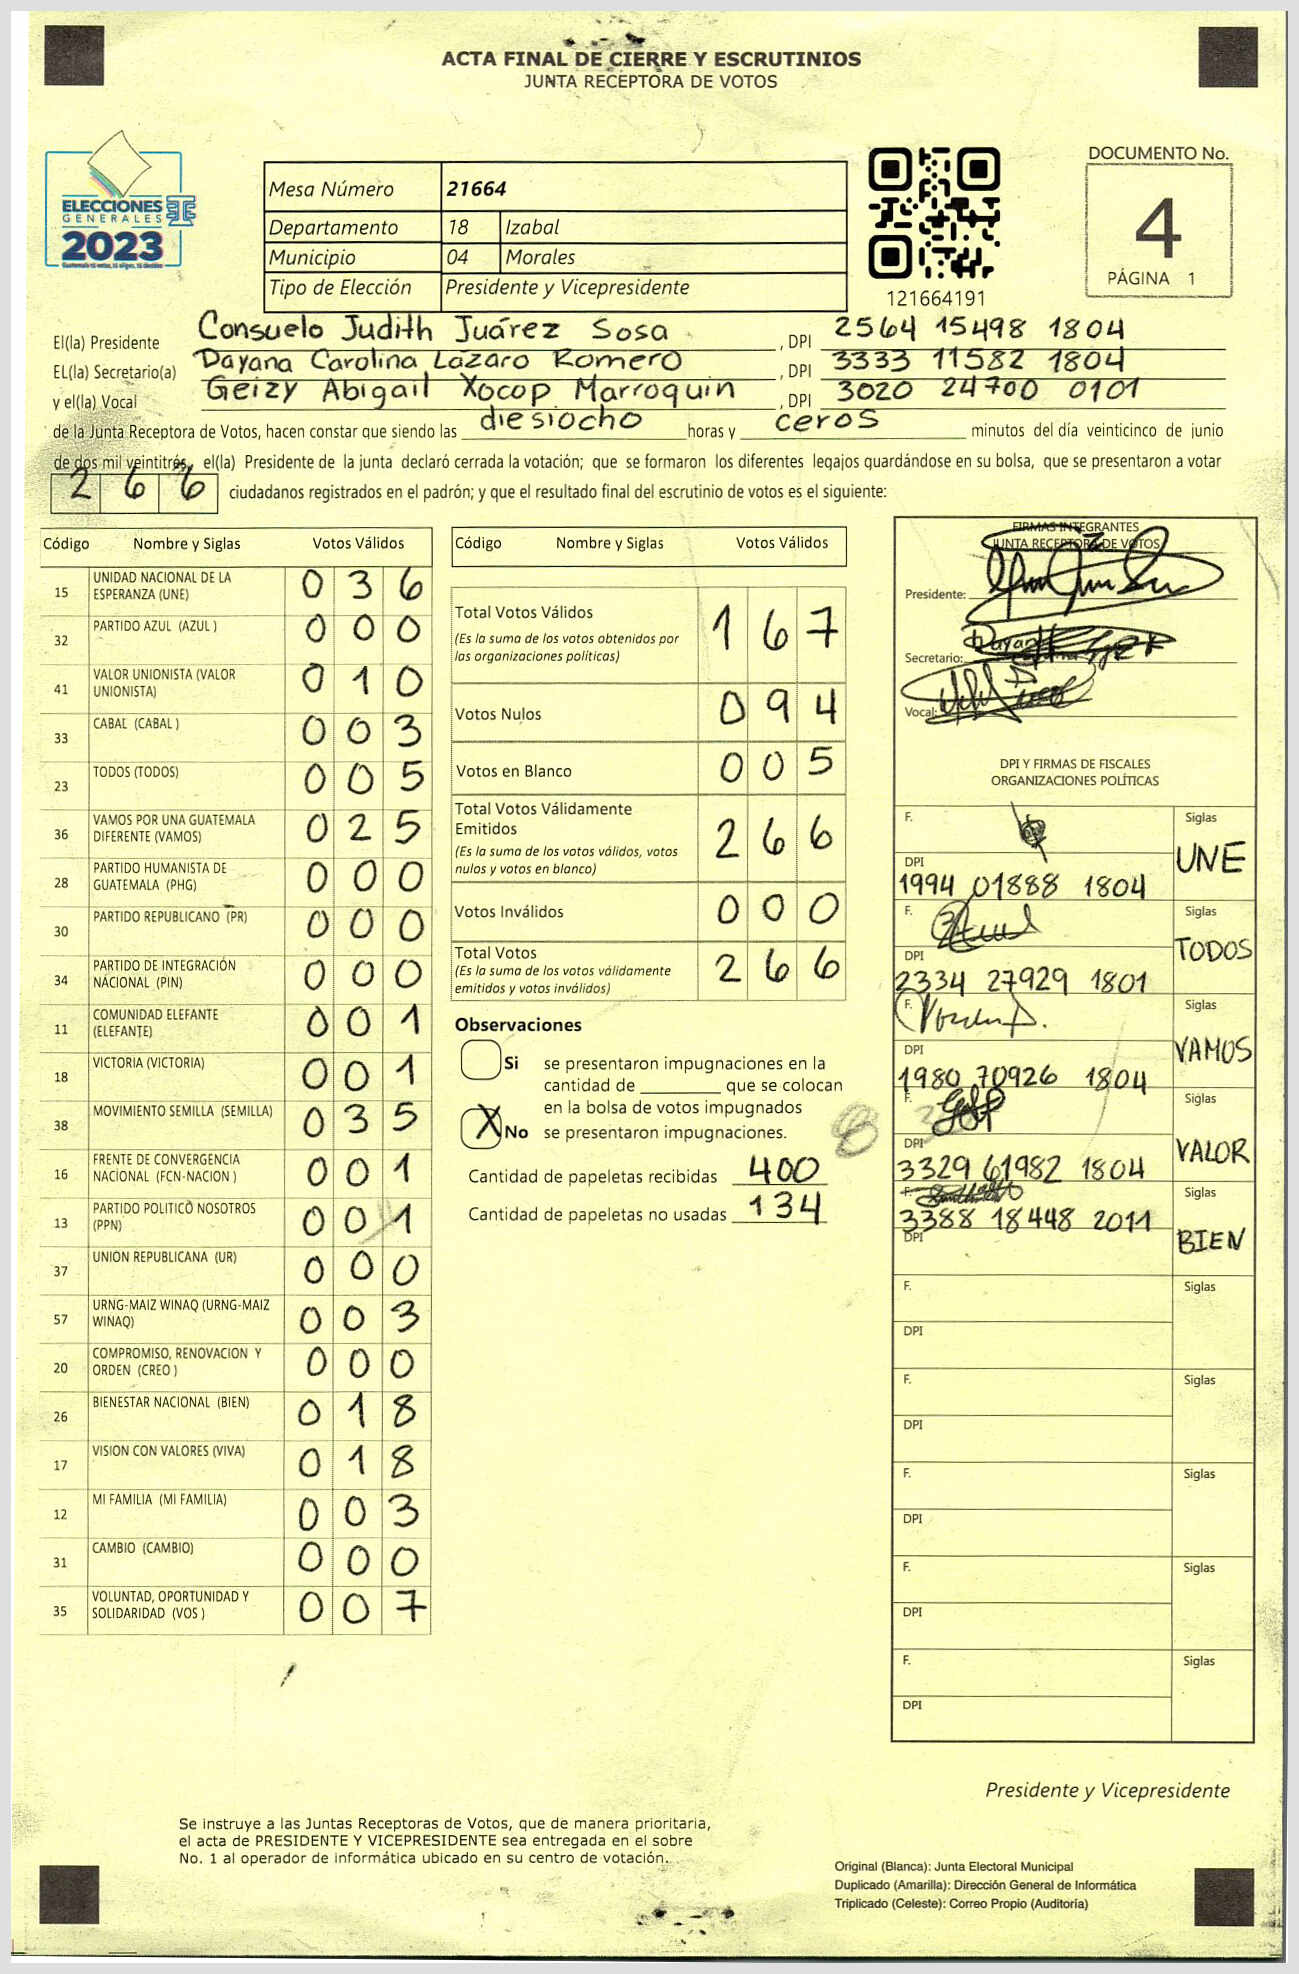 ACTA FINAL DE CIERRE Y ESCRUTINIOS
JUNTA RECEPTORA DE VOTOS
ELECCIONES
GENERALES
2023
Mesa Número 21664
Departamento 18 Izabal
Municipio 04 Morales
Tipo de Elección Presidente y Vicepresidente
121664191
DOCUMENTO No.
4
PÁGINA 1
El(la) Presidente Consuelo Judith Juárez Sosa , DPI 2564 15498 1804
EL(la) Secretario(a) Dayana Carolina Lázaro Romero , DPI 3333 11582 1804
y el(la) Vocal Geizy Abigail Xocop Marroquin , DPI 3020 24700 0101
de la Junta Receptora de Votos, hacen constar que siendo las diesiocho horas y ceros minutos del día veinticinco de junio
de dos mil veintitrés, el(la) Presidente de la junta declaró cerrada la votación; que se formaron los diferentes legajos guardándose en su bolsa, que se presentaron a votar
2 6 6 ciudadanos registrados en el padrón; y que el resultado final del escrutinio de votos es el siguiente:
Código Nombre y Siglas Votos Válidos
15 UNIDAD NACIONAL DE LA ESPERANZA (UNE) 0 3 6
32 PARTIDO AZUL (AZUL ) 0 0 0
41 VALOR UNIONISTA (VALOR UNIONISTA) 0 1 0
33 CABAL (CABAL ) 0 0 3
23 TODOS (TODOS) 0 0 5
36 VAMOS POR UNA GUATEMALA DIFERENTE (VAMOS) 0 2 5
28 PARTIDO HUMANISTA DE GUATEMALA (PHG) 0 0 0
30 PARTIDO REPUBLICANO (PR) 0 0 0
34 PARTIDO DE INTEGRACIÓN NACIONAL (PIN) 0 0 0
11 COMUNIDAD ELEFANTE (ELEFANTE) 0 0 1
18 VICTORIA (VICTORIA) 0 0 1
38 MOVIMIENTO SEMILLA (SEMILLA) 0 3 5
16 FRENTE DE CONVERGENCIA NACIONAL (FCN-NACION ) 0 0 1
13 PARTIDO POLITICO NOSOTROS (PPN) 0 0 1
37 UNION REPUBLICANA (UR) 0 0 0
57 URNG-MAIZ WINAQ (URNG-MAIZ WINAQ) 0 0 3
20 COMPROMISO, RENOVACION Y ORDEN (CREO ) 0 0 0
26 BIENESTAR NACIONAL (BIEN) 0 1 8
17 VISION CON VALORES (VIVA) 0 1 8
12 MI FAMILIA (MI FAMILIA) 0 0 3
31 CAMBIO (CAMBIO) 0 0 0
35 VOLUNTAD, OPORTUNIDAD Y SOLIDARIDAD (VOS ) 0 0 7
Código Nombre y Siglas Votos Válidos
Total Votos Válidos 1 6 7
(Es la suma de los votos obtenidos por
las organizaciones políticas)
Votos Nulos 0 9 4
Votos en Blanco 0 0 5
Total Votos Válidamente
Emitidos 2 6 6
(Es la suma de los votos válidos, votos
nulos y votos en blanco)
Votos Inválidos 0 0 0
Total Votos 2 6 6
(Es la suma de los votos válidamente
emitidos y votos inválidos)
Observaciones
Si se presentaron impugnaciones en la
cantidad de ________ que se colocan
en la bolsa de votos impugnados
X No se presentaron impugnaciones.
Cantidad de papeletas recibidas 400
Cantidad de papeletas no usadas 134
FIRMAS INTEGRANTES
JUNTA RECEPTORA DE VOTOS
Presidente:
Secretario:
Vocal:
DPI Y FIRMAS DE FISCALES
ORGANIZACIONES POLÍTICAS
F. Siglas
DPI UNE
1994 01888 1804
F. Siglas
DPI TODOS
2334 27929 1801
F. Siglas
DPI VAMOS
1980 70926 1804
F. Siglas
DPI VALOR
3329 61982 1804
F. Siglas
3388 18448 2011
DPI BIEN
F. Siglas
DPI
F. Siglas
DPI
F. Siglas
DPI
F. Siglas
DPI
F. Siglas
DPI
Presidente y Vicepresidente
Se instruye a las Juntas Receptoras de Votos, que de manera prioritaria,
el acta de PRESIDENTE Y VICEPRESIDENTE sea entregada en el sobre
No. 1 al operador de informática ubicado en su centro de votación.
Original (Blanca): Junta Electoral Municipal
Duplicado (Amarilla): Dirección General de Informática
Triplicado (Celeste): Correo Propio (Auditoría)